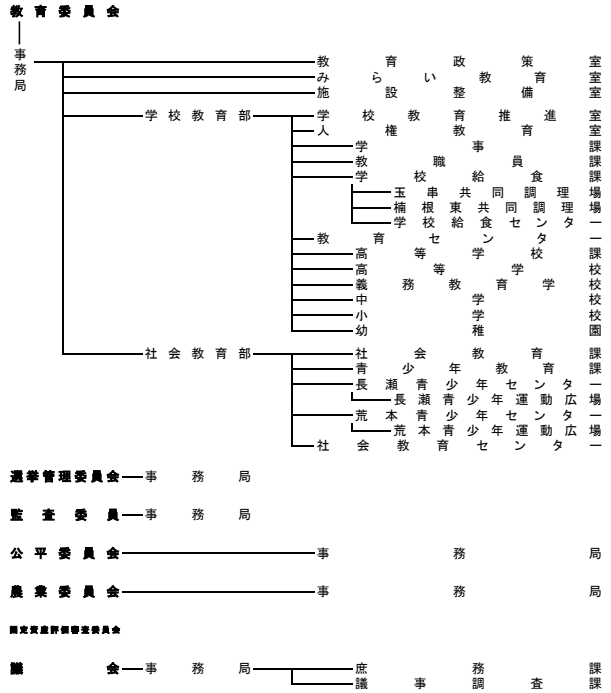 教育委員会
事務局
教育政策室
みらい教育室
施設整備室
学校教育部
学校教育推進室
人権教育室
学事課
教職員課
学校給食課
玉串共同調理場
楠根東共同調理場
学校給食センター
教育センター
高等学校課
高等学校
義務教育学校
中学校
小学校
幼稚園
社会教育部
社会教育課
青少年教育課
長瀬青少年センター
長瀬青少年運動広場
荒本青少年センター
荒本青少年運動広場
社会教育センター
選挙管理委員会 事務局
監査委員 事務局
公平委員会 事務局
農業委員会 事務局
固定資産評価審査委員会
議会 事務局 庶務課
議事調査課